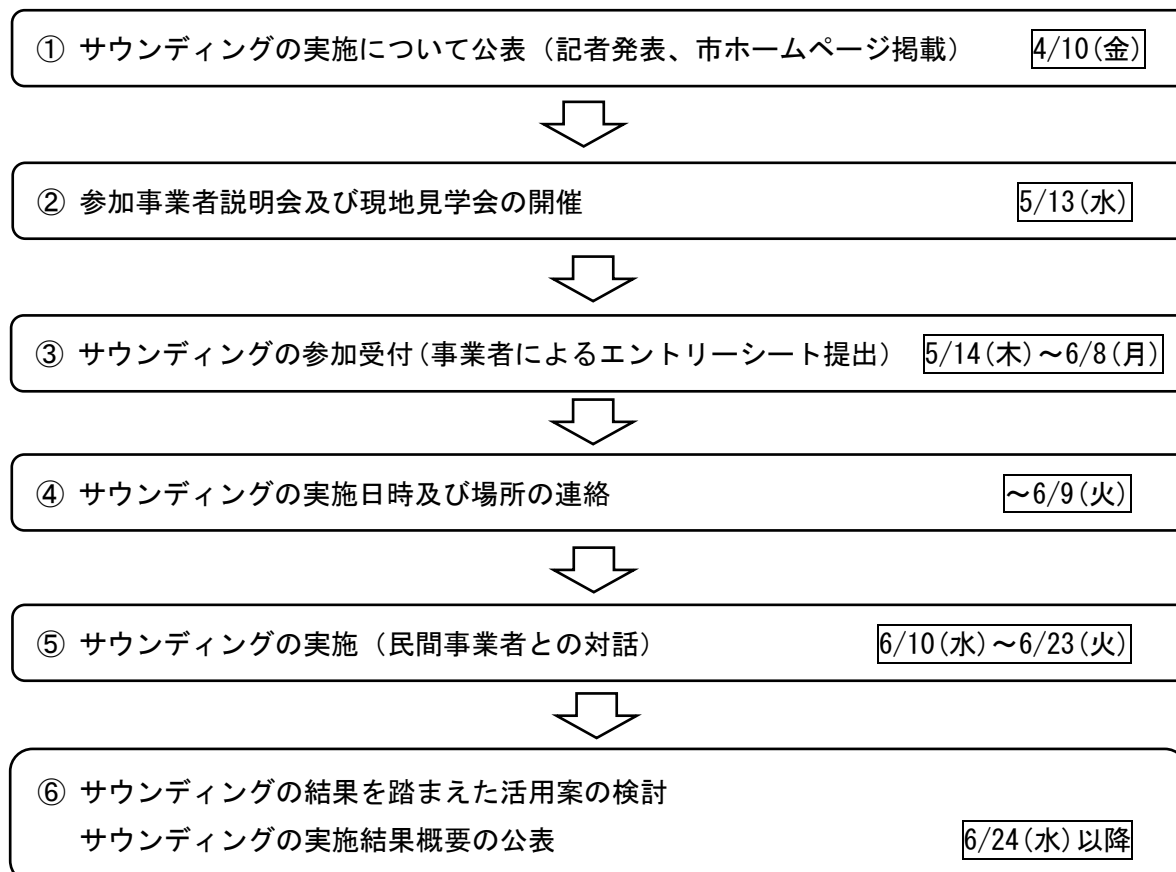 ① サウンディングの実施について公表（記者発表、市ホームページ掲載） 4/10(金)
② 参加事業者説明会及び現地見学会の開催 5/13(水)
③ サウンディングの参加受付(事業者によるエントリーシート提出) 5/14(木)～6/8(月)
④ サウンディングの実施日時及び場所の連絡 ～6/9(火)
⑤ サウンディングの実施（民間事業者との対話） 6/10(水)～6/23(火)
⑥ サウンディングの結果を踏まえた活用案の検討
サウンディングの実施結果概要の公表 6/24(水)以降